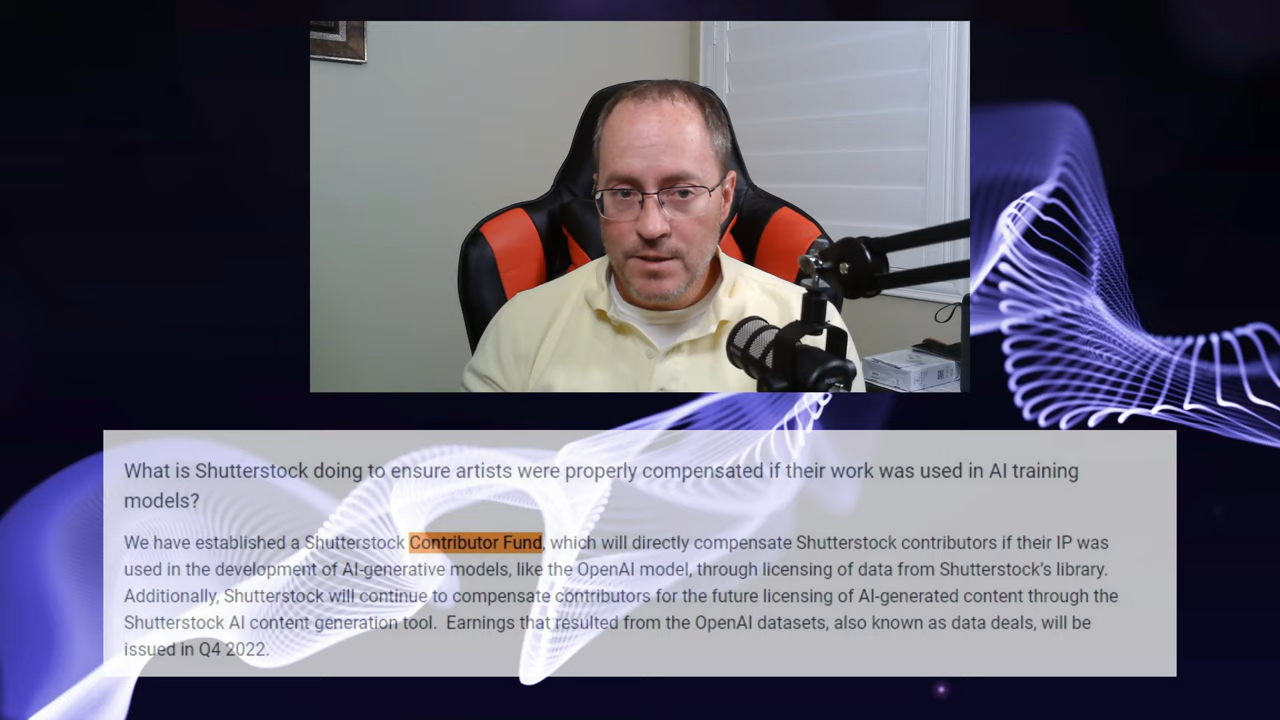 What is Shutterstock doing to ensure artists were properly compensated if their work was used in AI training
models?
We have established a Shutterstock Contributor Fund, which will directly compensate Shutterstock contributors if their IP was
used in the development of AI-generative models, like the OpenAI model, through licensing of data from Shutterstock's library.
Additionally, Shutterstock will continue to compensate contributors for the future licensing of AI-generated content through the
Shutterstock AI content generation tool.  Earnings that resulted from the OpenAI datasets, also known as data deals, will be
issued in Q4 2022.